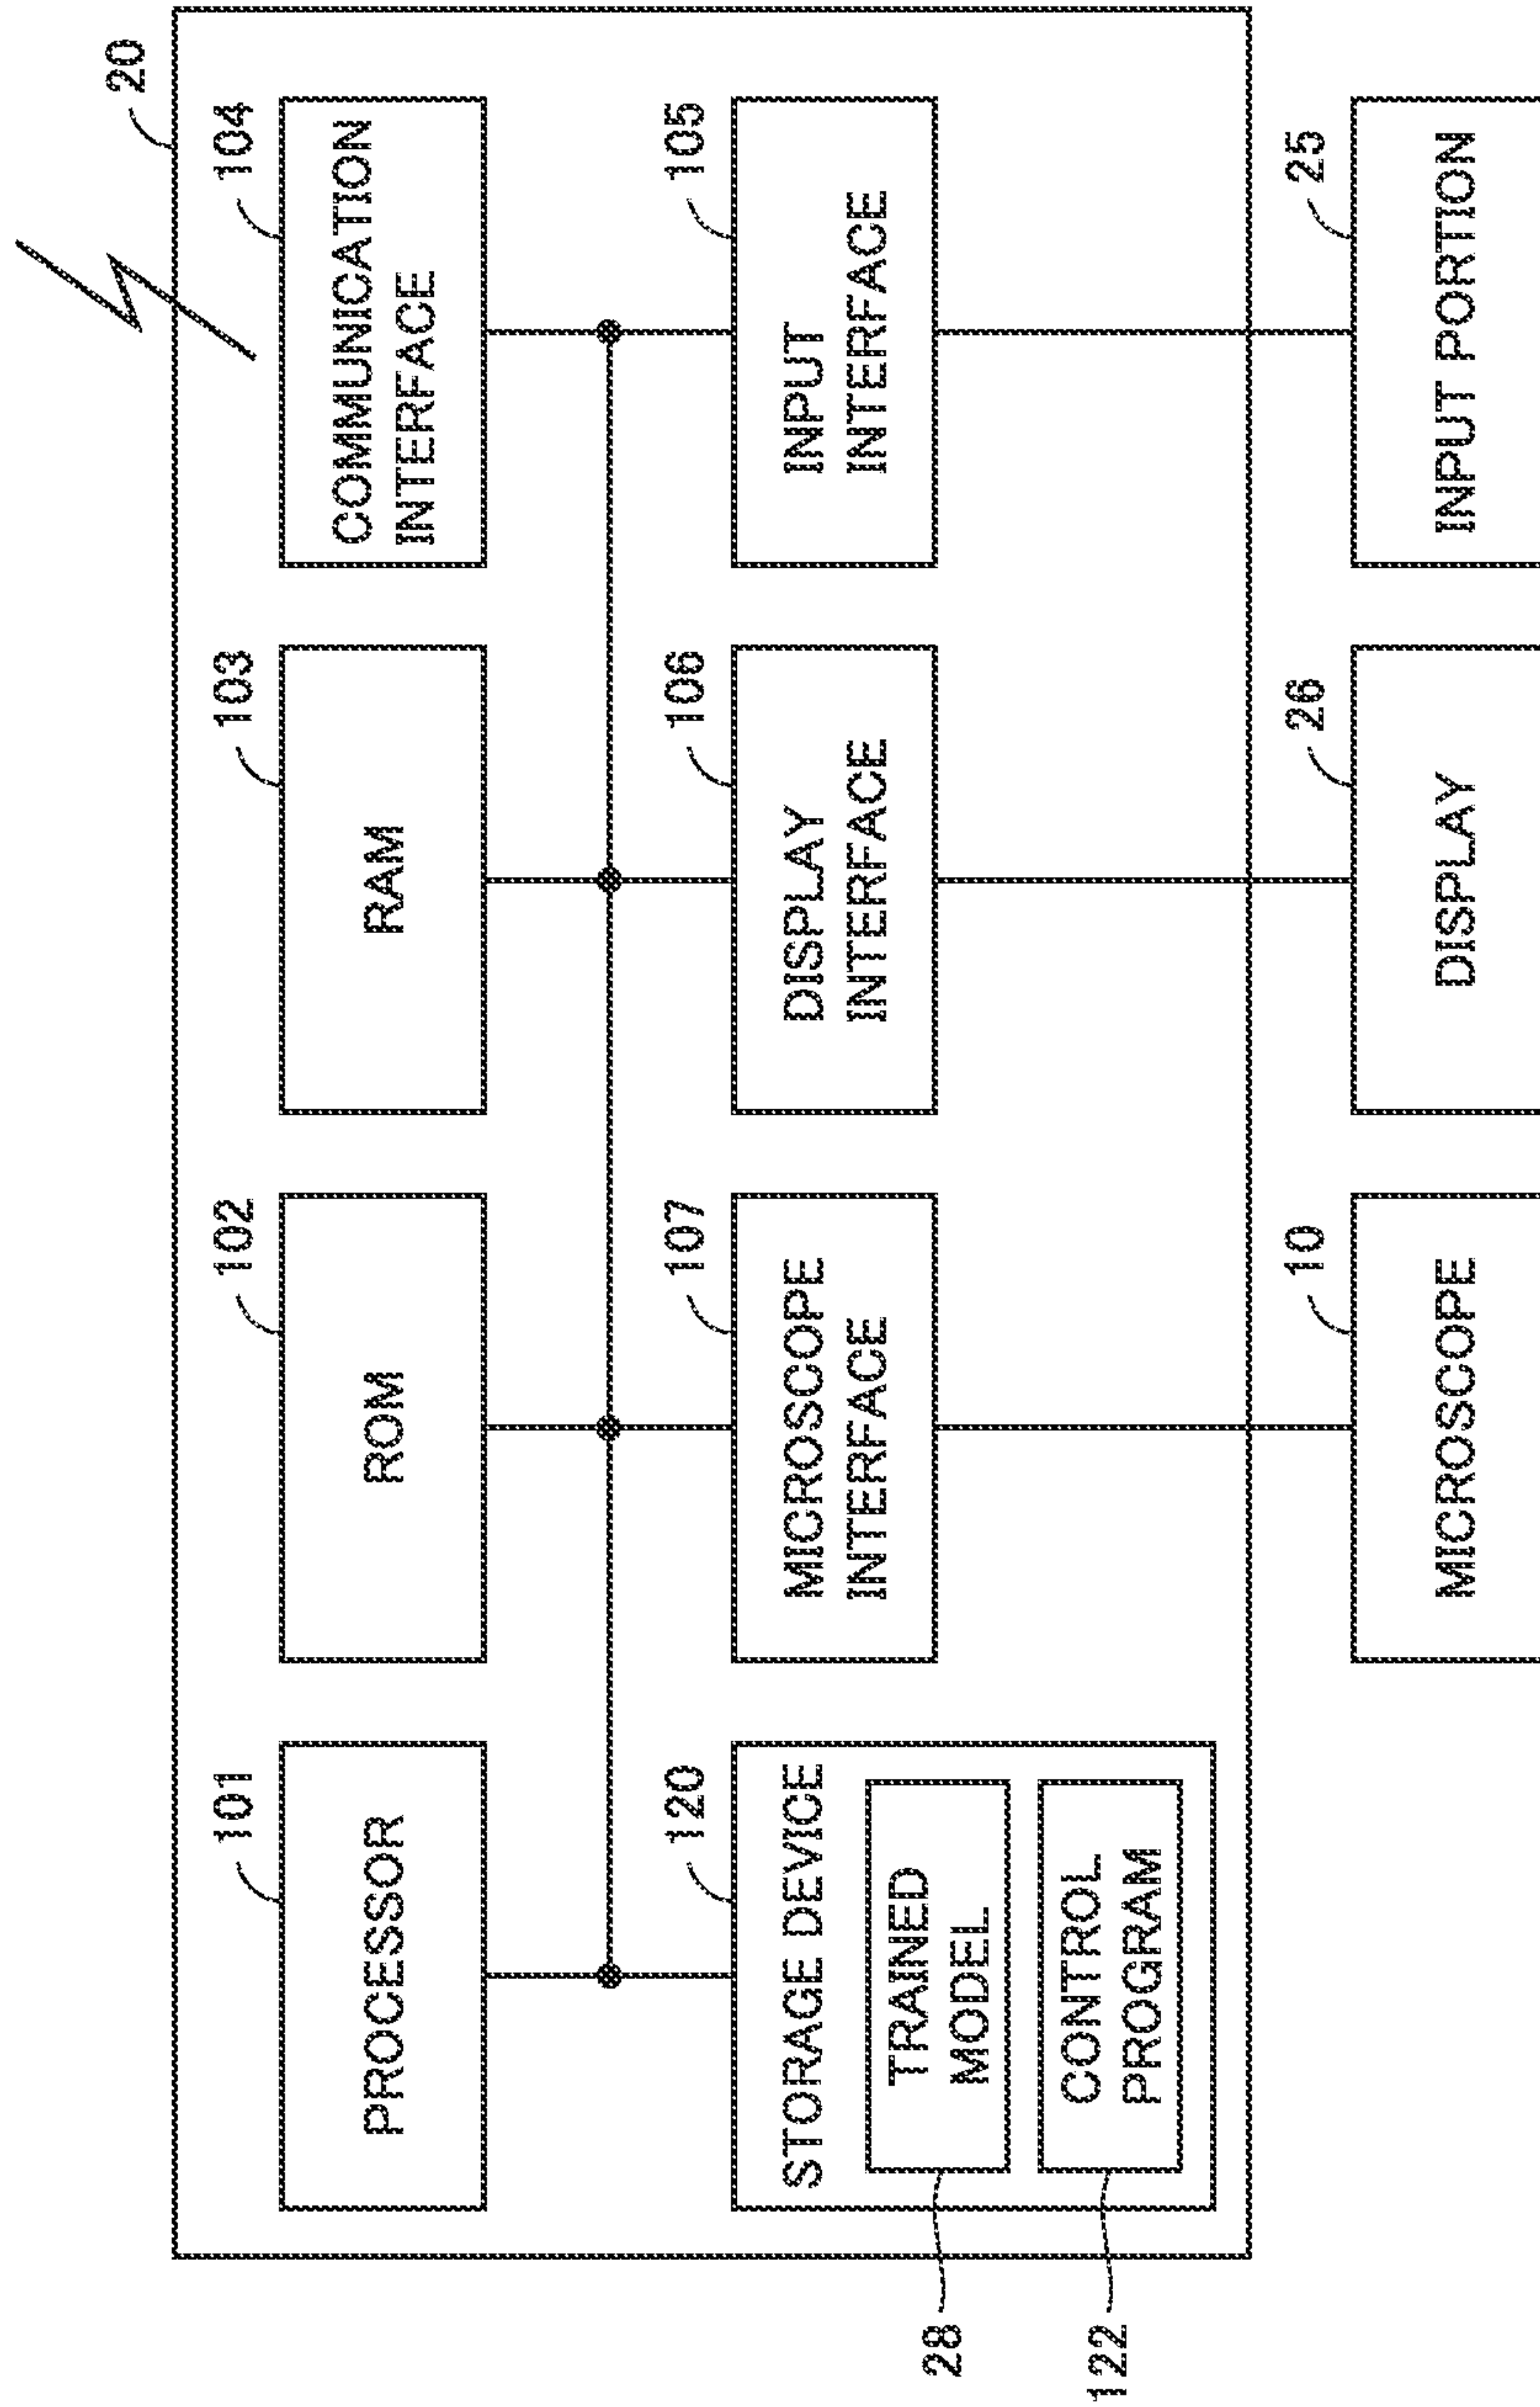 20
101
102
103
104
PROCESSOR
ROM
RAM
COMMUNICATION
INTERFACE
120
107
106
105
STORAGE DEVICE
MICROSCOPE
INTERFACE
DISPLAY
INTERFACE
INPUT
INTERFACE
28
TRAINED
MODEL
122
CONTROL
PROGRAM
10
26
25
MICROSCOPE
DISPLAY
INPUT PORTION